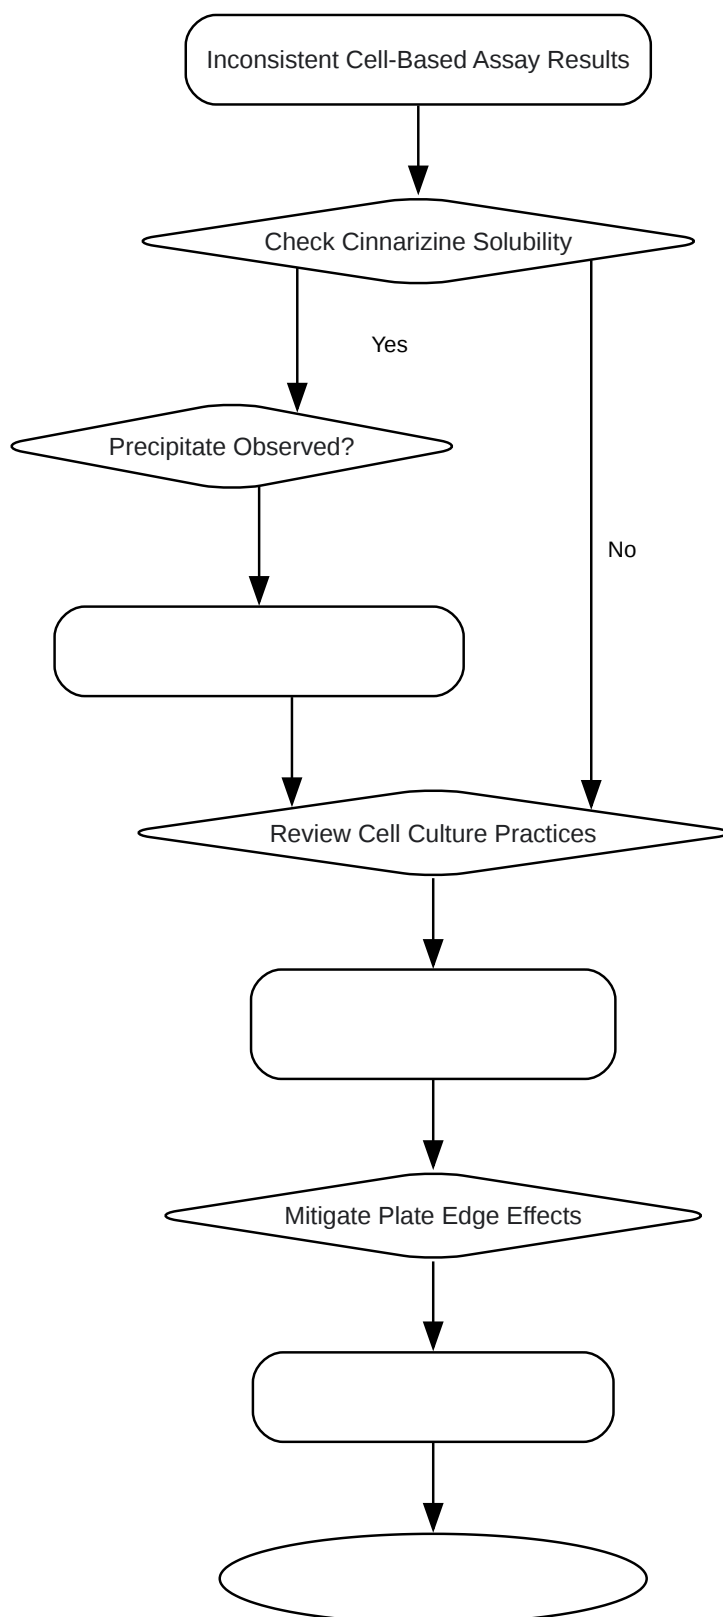 Inconsistent Cell-Based Assay Results
Check Cinnarizine Solubility
Yes
Precipitate Observed?
No
Review Cell Culture Practices
Mitigate Plate Edge Effects